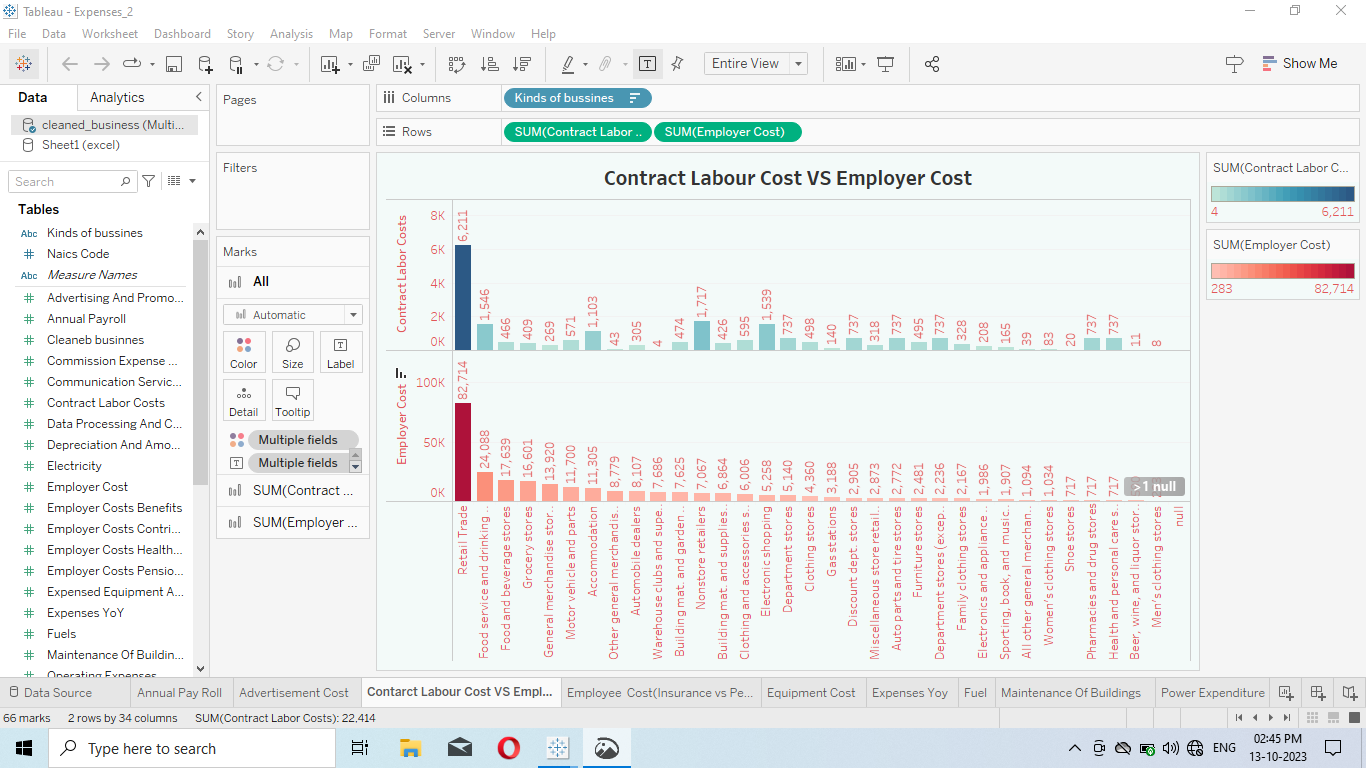 Tableau - Expenses_2
File Data Worksheet Dashboard Story Analysis Map Format Server Window Help
Entire View
Show Me
Data Analytics
cleaned_business (Multi...
Sheet1 (excel)
Search
Tables
Abc Kinds of bussines
# Naics Code
Abc Measure Names
# Advertising And Promo...
# Annual Payroll
# Cleaneb businnes
# Commission Expense ...
# Communication Servic...
# Contract Labor Costs
# Data Processing And C...
# Depreciation And Amo...
# Electricity
# Employer Cost
# Employer Costs Benefits
# Employer Costs Contri...
# Employer Costs Health...
# Employer Costs Pensio...
# Expensed Equipment A...
# Expenses YoY
# Fuels
# Maintenance Of Buildin...
# Operating Expenses
Pages
Filters
Marks
All
Automatic
Color Size Label
Detail Tooltip
Multiple fields
Multiple fields
SUM(Contract ...
SUM(Employer ...
Columns Kinds of bussines
Rows SUM(Contract Labor .. SUM(Employer Cost)
Contract Labour Cost VS Employer Cost
Contract Labor Costs
8K
6K
4K
2K
0K
6,211
1,546
466
409
269
571
1,103
43
305
4
474
1,717
426
595
1,539
737
498
140
737
318
737
495
737
328
208
165
39
83
20
737
737
11
8
Employer Cost
100K
50K
0K
82,714
24,088
17,639
16,601
13,920
11,700
11,305
8,779
8,107
7,686
7,625
7,067
6,864
6,006
5,258
5,140
4,360
3,188
2,905
2,873
2,772
2,481
2,236
2,167
1,986
1,907
1,094
1,034
717
717
717
>1 null
Retail Trade
Food service and drinking ..
Food and beverage stores
Grocery stores
General merchandise stor..
Motor vehicle and parts
Accommodation
Other general merchandis..
Automobile dealers
Warehouse clubs and supe..
Building mat. and garden ..
Nonstore retailers
Building mat. and supplies..
Clothing and accessories s..
Electronic shopping
Department stores
Clothing stores
Gas stations
Discount dept. stores
Miscellaneous store retail..
Auto parts and tire stores
Furniture stores
Department stores (excep..
Family clothing stores
Electronics and appliance..
Sporting, book, and music..
All other general merchan..
Women's clothing stores
Shoe stores
Pharmacies and drug stores
Health and personal care s..
Beer, wine, and liquor stor..
Men's clothing stores
null
SUM(Contract Labor C...
4 6,211
SUM(Employer Cost)
283 82,714
Data Source Annual Pay Roll Advertisement Cost Contarct Labour Cost VS Empl... Employee Cost(Insurance vs Pe... Equipment Cost Expenses Yoy Fuel Maintenance Of Buildings Power Expenditure
66 marks 2 rows by 34 columns SUM(Contract Labor Costs): 22,414
Type here to search
ENG
02:45 PM
13-10-2023